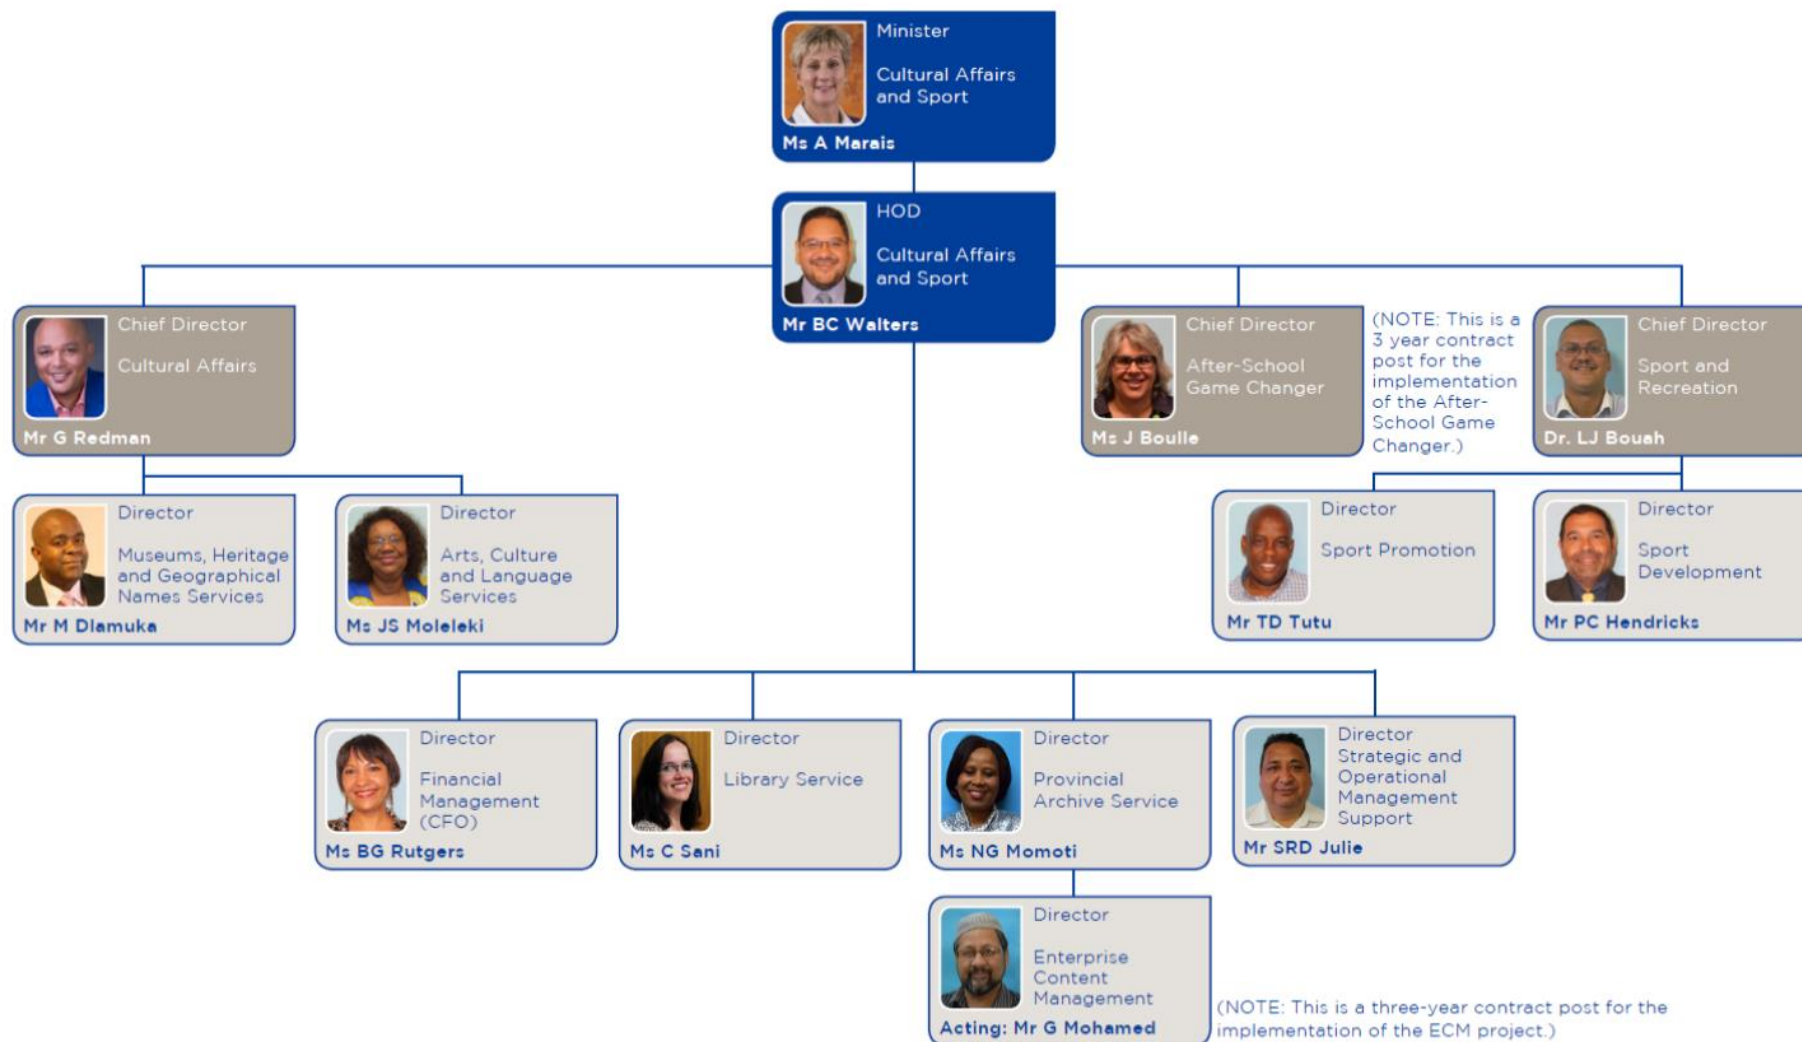 Minister
Cultural Affairs
and Sport
Ms A Marais
HOD
Cultural Affairs
and Sport
Mr BC Walters
Chief Director
Cultural Affairs
Mr G Redman
Chief Director
After-School
Game Changer
Ms J Boulle
(NOTE: This is a
3 year contract
post for the
implementation
of the After-
School Game
Changer.)
Chief Director
Sport and
Recreation
Dr. LJ Bouah
Director
Museums, Heritage
and Geographical
Names Services
Mr M Dlamuka
Director
Arts, Culture
and Language
Services
Ms JS Moleleki
Director
Sport Promotion
Mr TD Tutu
Director
Sport
Development
Mr PC Hendricks
Director
Financial
Management
(CFO)
Ms BG Rutgers
Director
Library Service
Ms C Sani
Director
Provincial
Archive Service
Ms NG Momoti
Director
Strategic and
Operational
Management
Support
Mr SRD Julie
Director
Enterprise
Content
Management
Acting: Mr G Mohamed
(NOTE: This is a three-year contract post for the
implementation of the ECM project.)